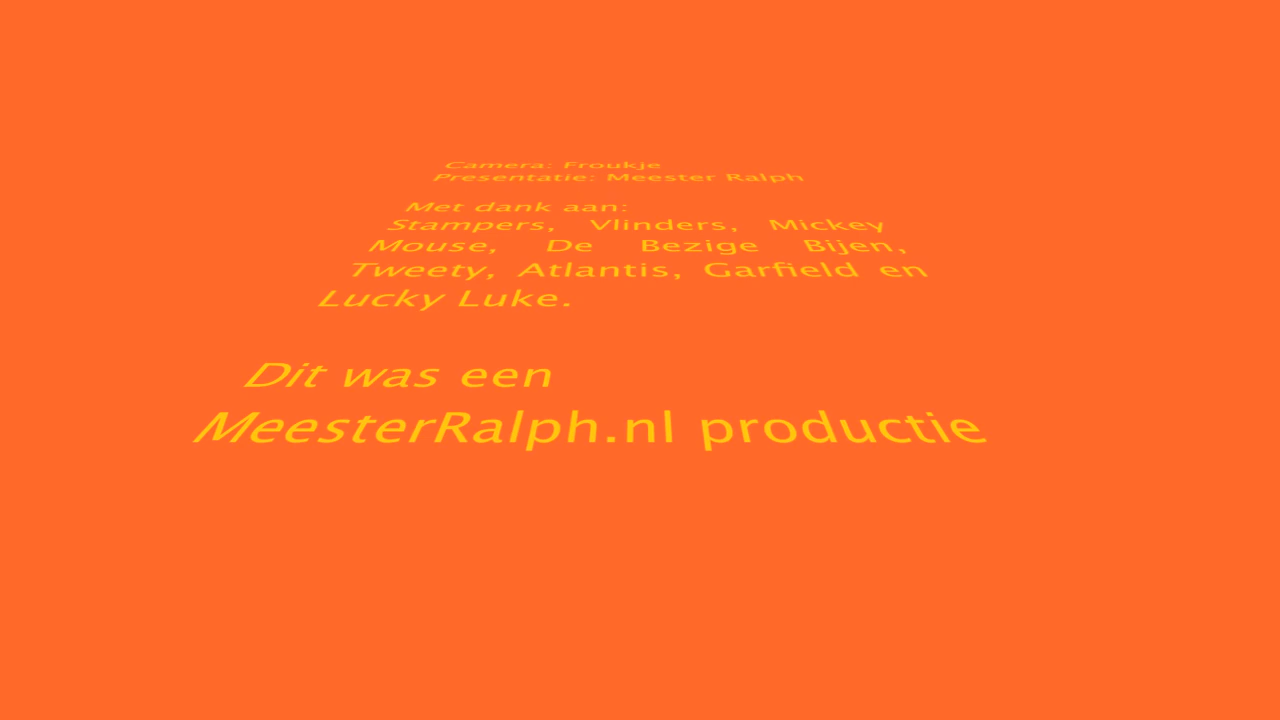 Camera: Froukje
Presentatie: Meester Ralph
Met dank aan:
Stampers, Vlinders, Mickey
Mouse, De Bezige Bijen,
Tweety, Atlantis, Garfield en
Lucky Luke.
Dit was een
MeesterRalph.nl productie